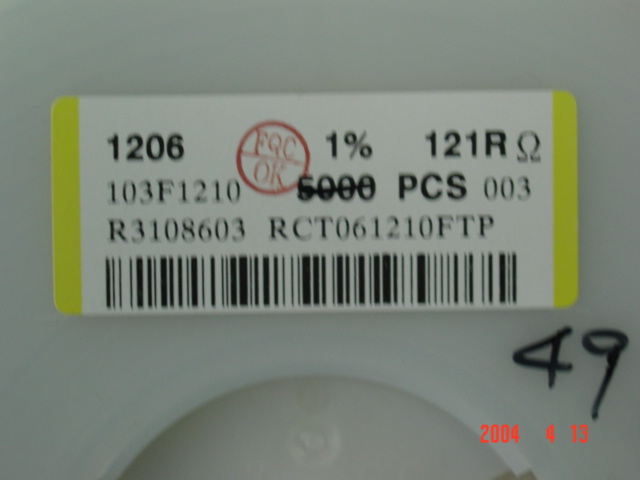 1206 FQC OK 1% 121R Ω
103F1210 5000 PCS 003
R3108603 RCT061210FTP
49
2004 4 13